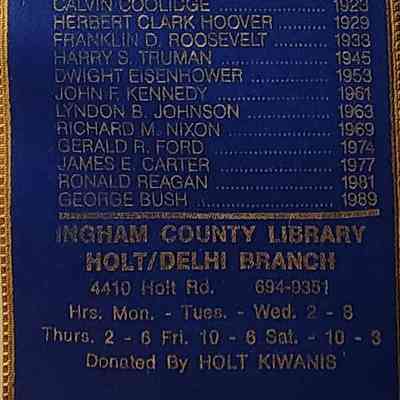 CALVIN COOLIDGE ............ 1923
HERBERT CLARK HOOVER ........ 1929
FRANKLIN D. ROOSEVELT ........ 1933
HARRY S. TRUMAN ............ 1945
DWIGHT EISENHOWER ............ 1953
JOHN F. KENNEDY ............ 1961
LYNDON B. JOHNSON ............ 1963
RICHARD M. NIXON ............ 1969
GERALD R. FORD ............ 1974
JAMES E. CARTER ............ 1977
RONALD REAGAN ............ 1981
GEORGE BUSH ............ 1989
INGHAM COUNTY LIBRARY
HOLT/DELHI BRANCH
4410 Holt Rd. 694-9351
Hrs. Mon. - Tues. - Wed. 2 - 8
Thurs. 2 - 6 Fri. 10 - 6 Sat. - 10 - 3
Donated By HOLT KIWANIS